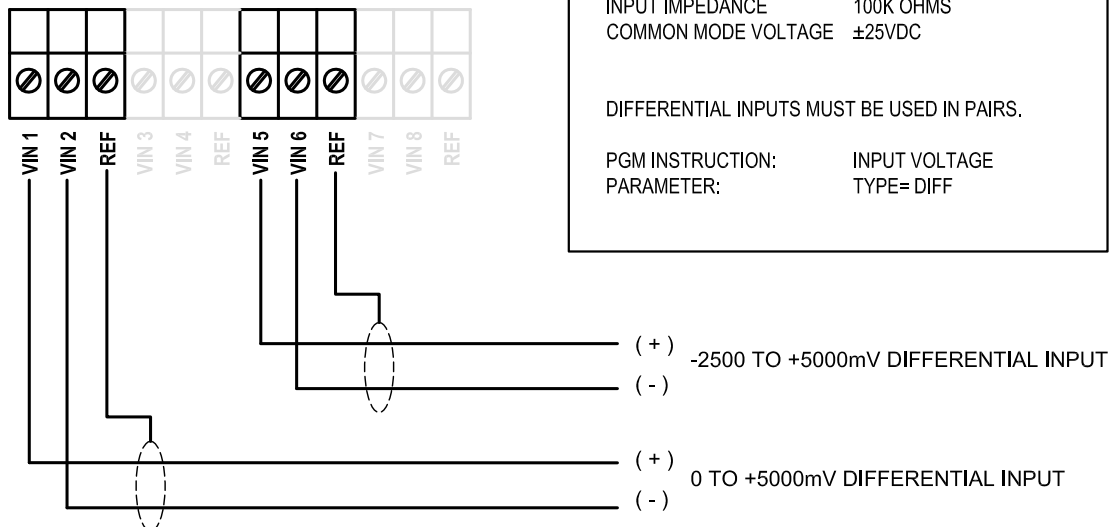 INPUT IMPEDANCE 100K OHMS
COMMON MODE VOLTAGE ±25VDC
DIFFERENTIAL INPUTS MUST BE USED IN PAIRS.
PGM INSTRUCTION: INPUT VOLTAGE
PARAMETER: TYPE= DIFF
VIN 1
VIN 2
REF
VIN 3
VIN 4
REF
VIN 5
VIN 6
REF
VIN 7
VIN 8
REF
( + )
-2500 TO +5000mV DIFFERENTIAL INPUT
( - )
( + )
0 TO +5000mV DIFFERENTIAL INPUT
( - )